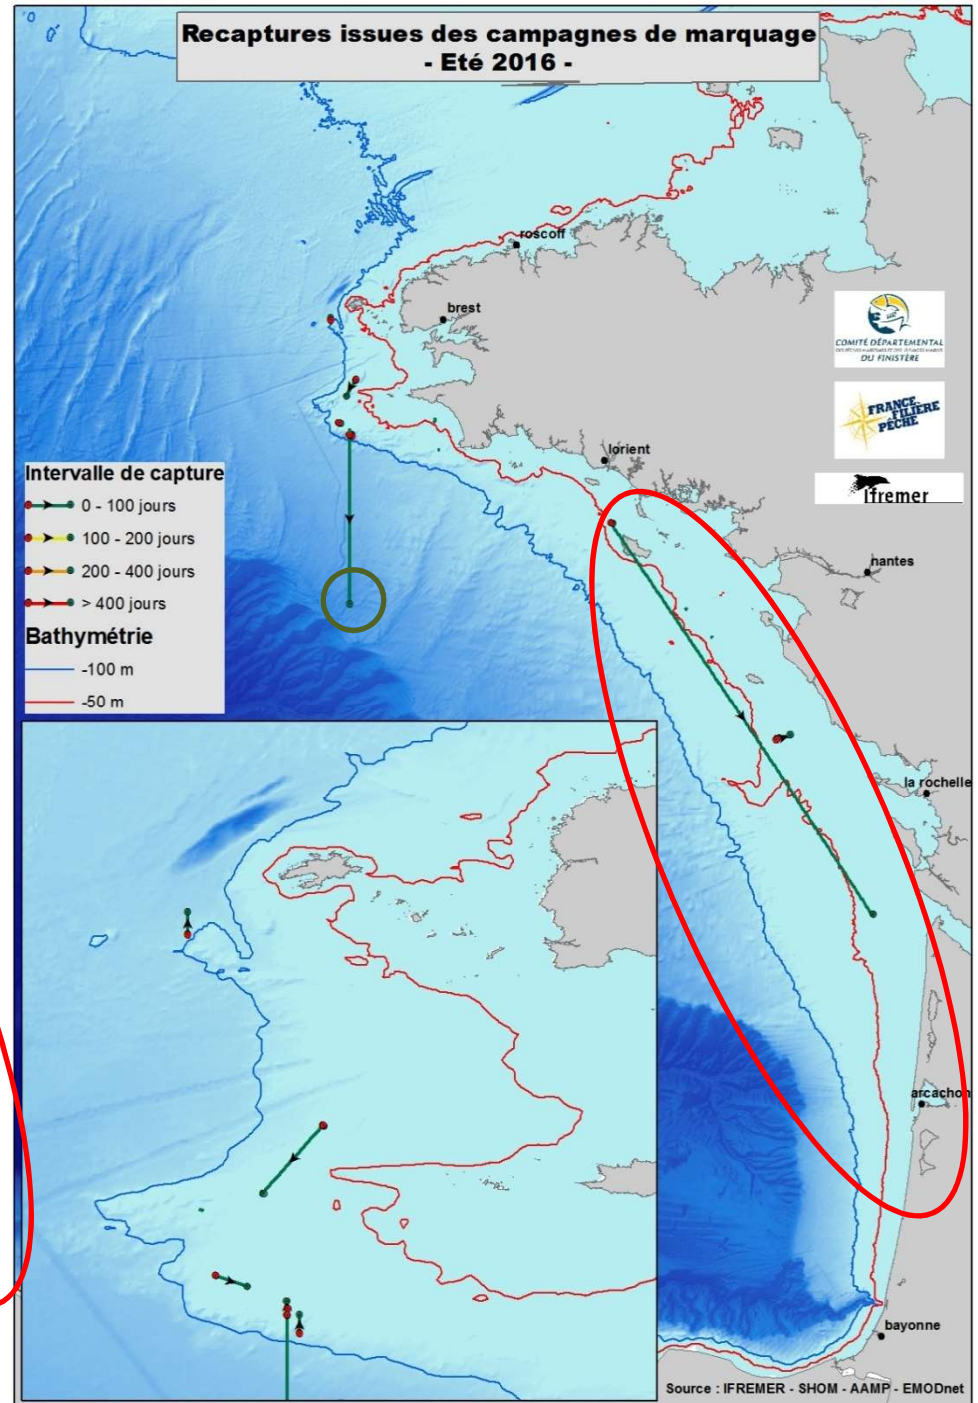 Recaptures issues des campagnes de marquage
- Eté 2016 -
roscoff
brest
COMITÉ DÉPARTEMENTAL
DU FINISTÈRE
FRANCE
FILIÈRE
PÊCHE
Ifremer
lorient
nantes
Intervalle de capture
0 - 100 jours
100 - 200 jours
200 - 400 jours
> 400 jours
Bathymétrie
-100 m
-50 m
la rochelle
arcachon
bayonne
Source : IFREMER - SHOM - AAMP - EMODnet